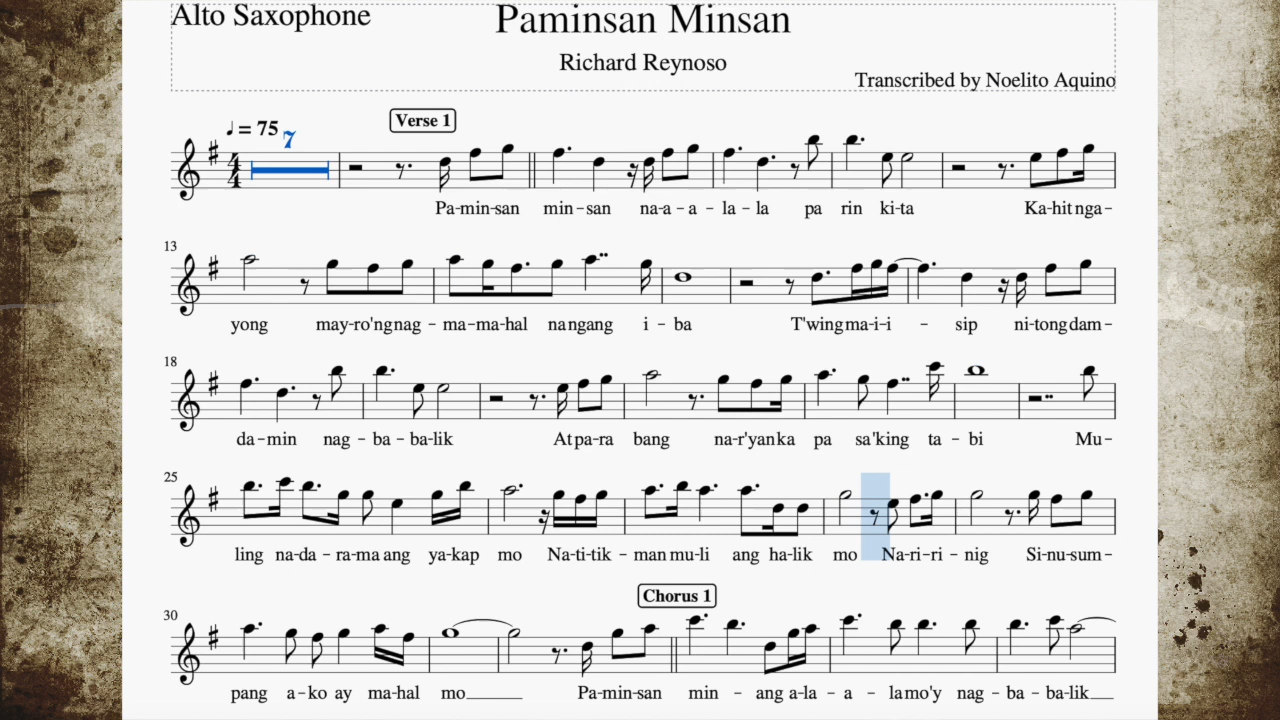 Alto Saxophone
Paminsan Minsan
Richard Reynoso
Transcribed by Noelito Aquino
♩ = 75 7 Verse 1
Pa-min-san min-san na-a-a-la-la pa rin ki-ta Ka-hit nga-
13
yong may-ro'ng nag-ma-ma-hal na ngang i-ba T'wing ma-i-i-sip ni-tong dam-
18
da-min nag-ba-ba-lik At pa-ra bang na-r'yan ka pa sa'king ta-bi Mu-
25
ling na-da-ra-ma ang ya-kap mo Na-ti-tik-man mu-li ang ha-lik mo Na-ri-ri-nig Si-nu-sum-
Chorus 1
30
pang a-ko ay ma-hal mo Pa-min-san min-ang a-la-a-la mo'y nag-ba-ba-lik